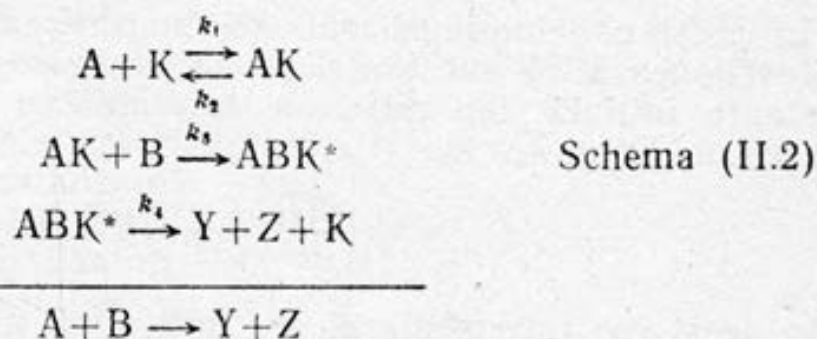 A + K ⇄ AK k₁ k₂
AK + B —k₃→ ABK* Schema (II.2)
ABK* —k₄→ Y + Z + K
A + B ⟶ Y + Z